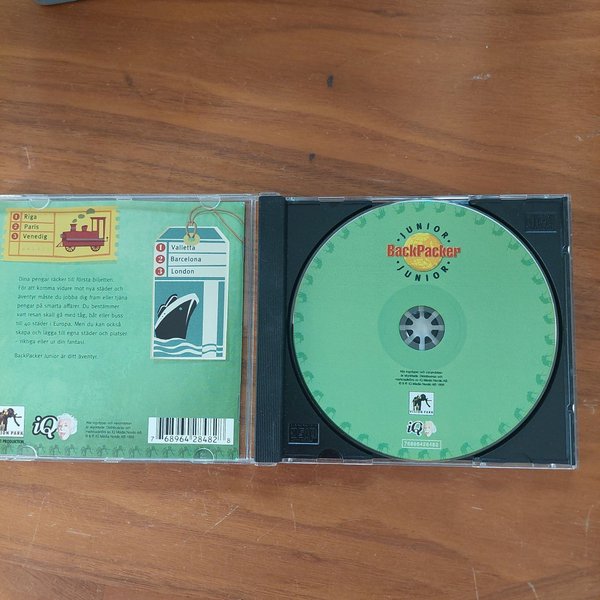 1 Riga
2 Paris
3 Venedig
1 Valletta
2 Barcelona
3 London
Dina pengar räcker till första biljetten.
För att komma vidare mot nya städer och
äventyr måste du jobba dig fram eller tjäna
pengar på smarta affärer. Du bestämmer
vart resan skall gå med tåg, båt eller buss
till 40 städer i Europa. Men du kan också
skapa och lägga till egna städer och platser
- riktiga eller ur din fantasi.
BackPacker Junior är ditt äventyr.
PRODUKTION
iQ
7 68964 28482 8
JUNIOR
BackPacker
JUNIOR
iQ